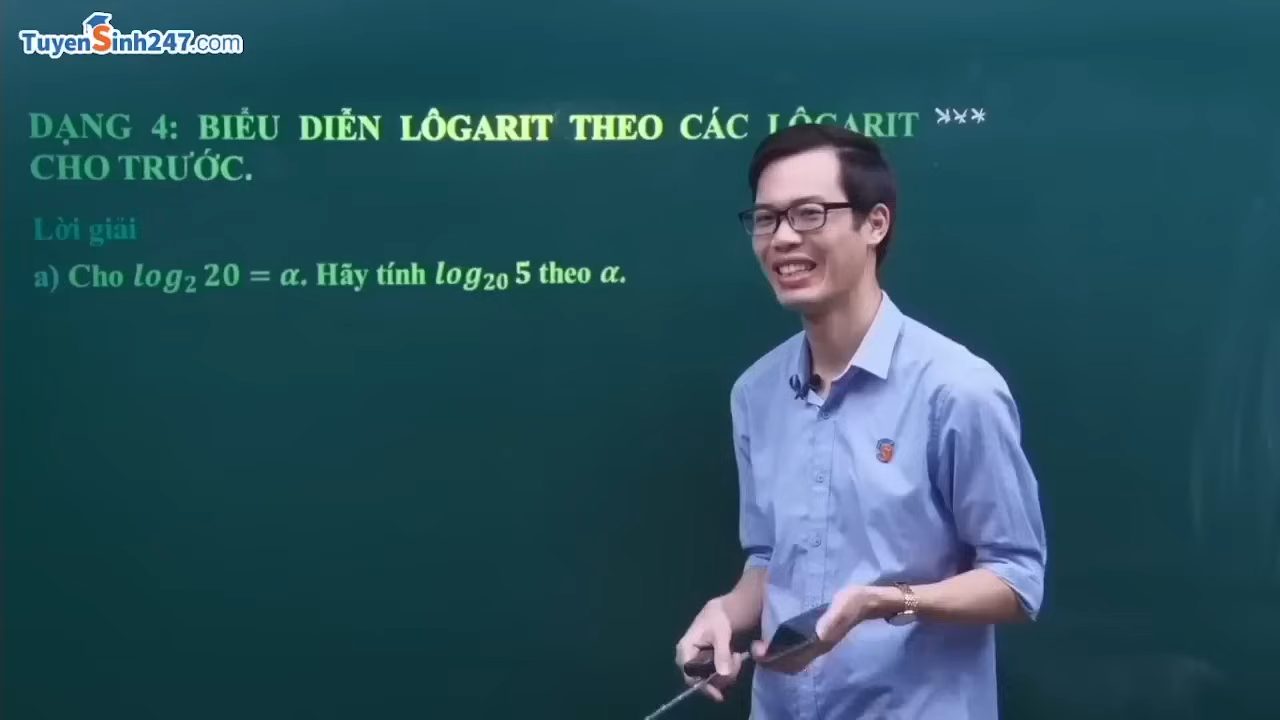 TuyenSinh247.com
DẠNG 4: BIỂU DIỄN LÔGARIT THEO CÁC LÔGARIT ***
CHO TRƯỚC.
Lời giải
a) Cho log₂ 20 = α. Hãy tính log₂₀ 5 theo α.